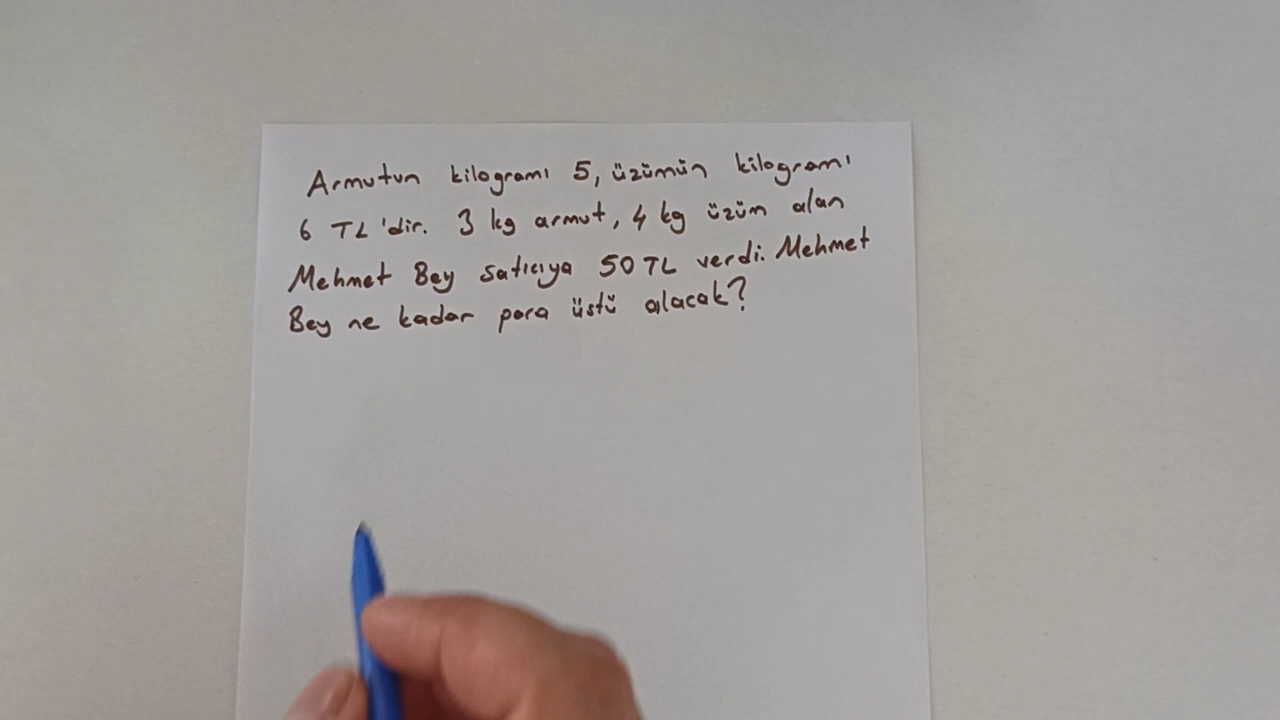 Armutun kilogramı 5, üzümün kilogramı
6 TL'dir. 3 kg armut, 4 kg üzüm alan
Mehmet Bey satıcıya 50 TL verdi. Mehmet
Bey ne kadar para üstü alacak?